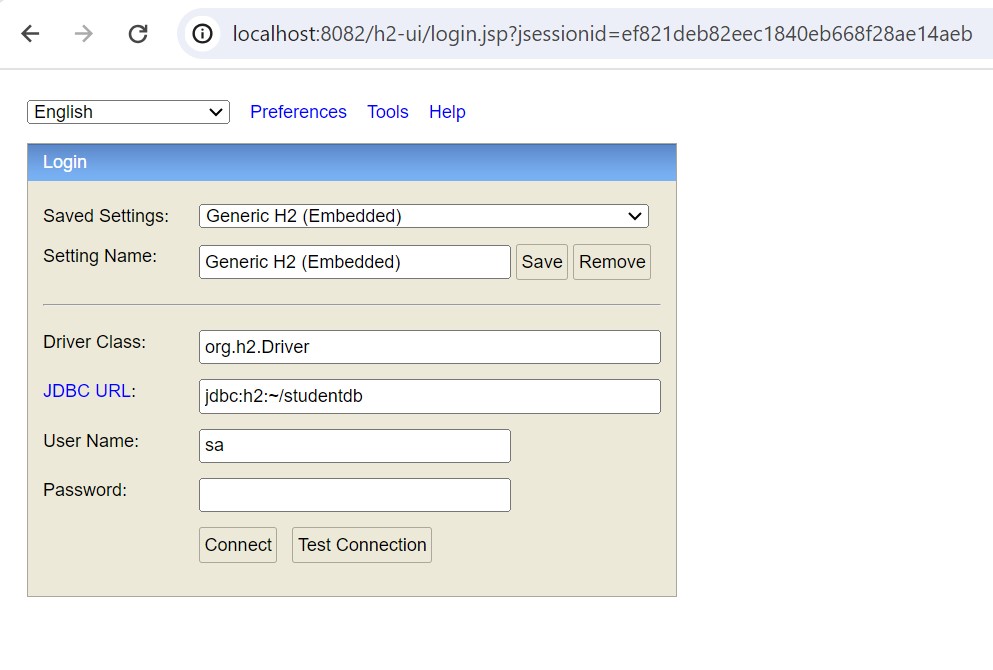 localhost:8082/h2-ui/login.jsp?jsessionid=ef821deb82eec1840eb668f28ae14aeb
English Preferences Tools Help
Login
Saved Settings: Generic H2 (Embedded)
Setting Name: Generic H2 (Embedded) Save Remove
Driver Class: org.h2.Driver
JDBC URL: jdbc:h2:~/studentdb
User Name: sa
Password:
Connect Test Connection